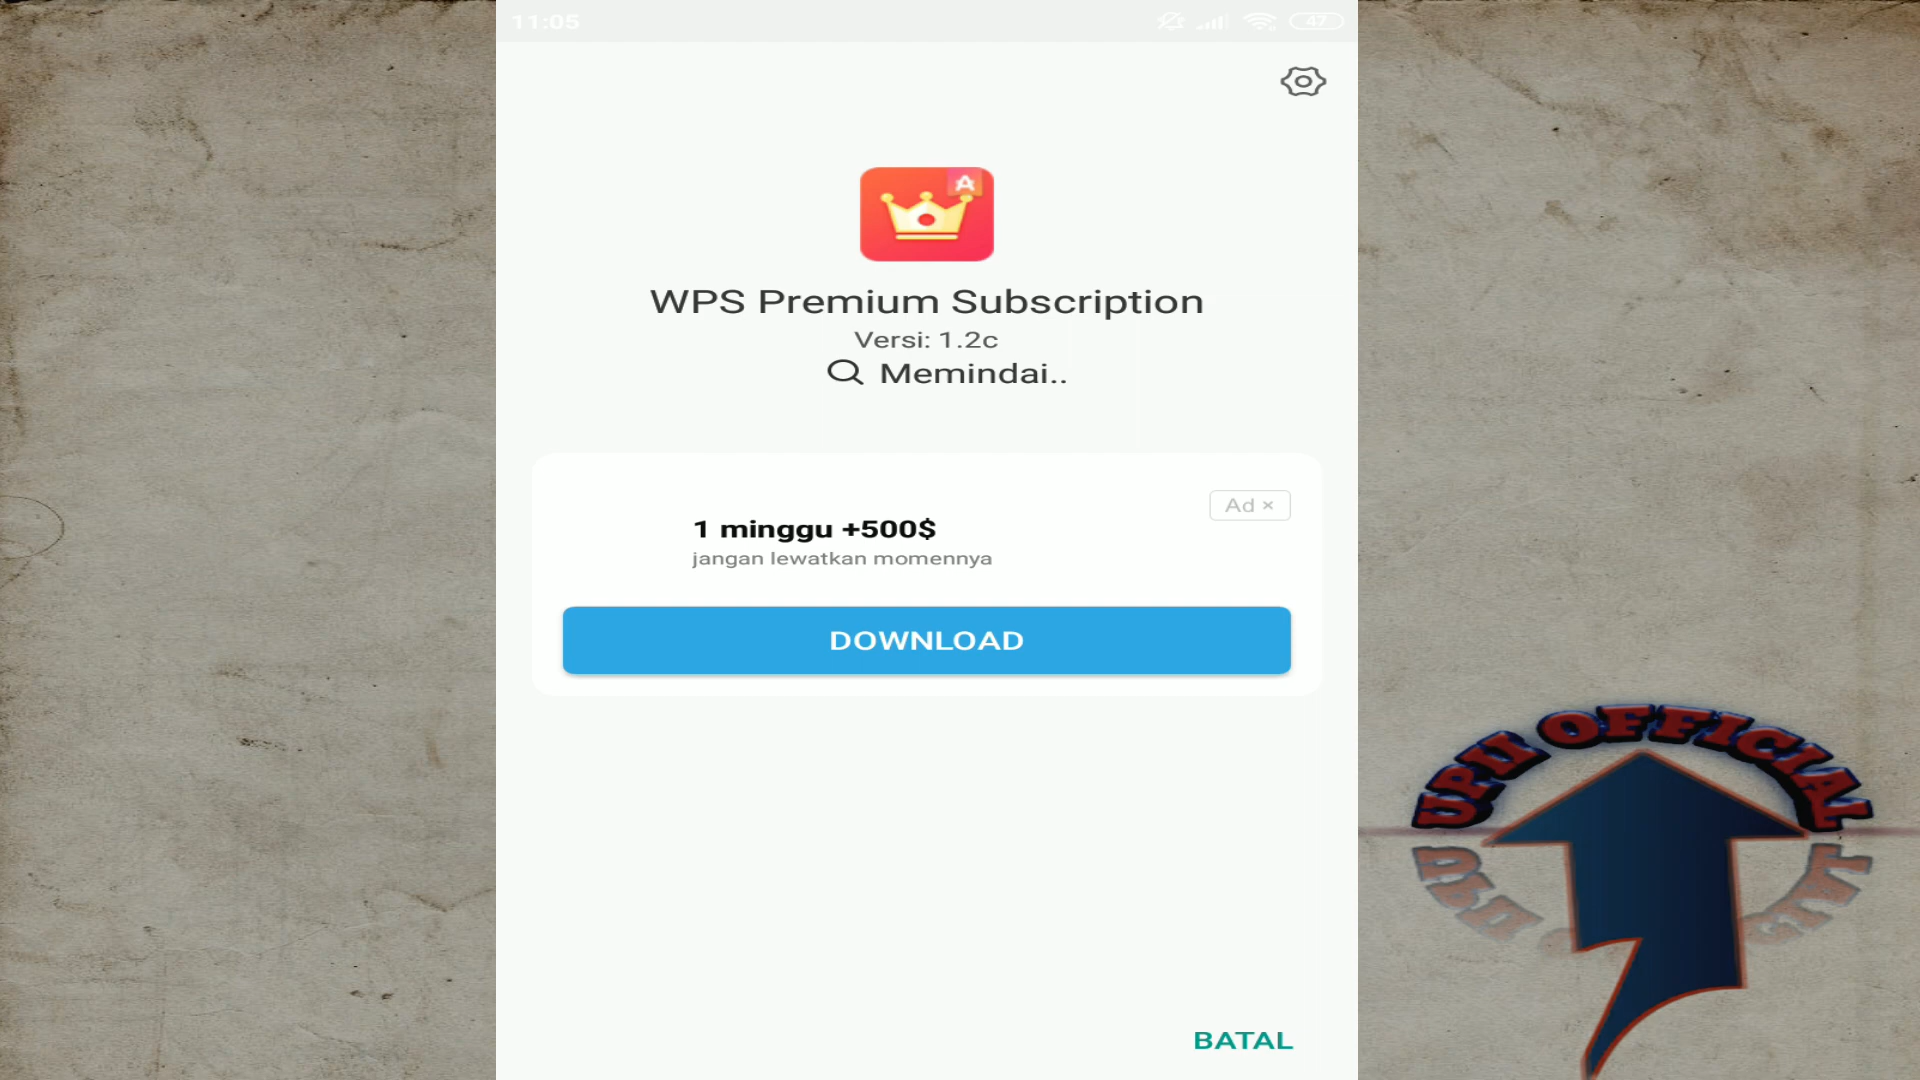 11:05
47
A
WPS Premium Subscription
Versi: 1.2c
Memindai..
Ad ×
1 minggu +500$
jangan lewatkan momennya
DOWNLOAD
UPU OFFICIAL
BATAL